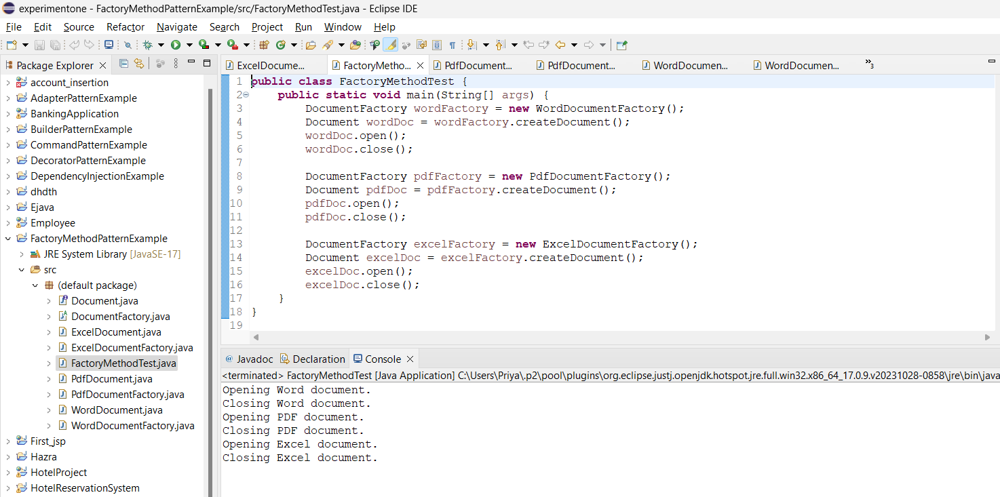 experimentone - FactoryMethodPatternExample/src/FactoryMethodTest.java - Eclipse IDE
File Edit Source Refactor Navigate Search Project Run Window Help
Package Explorer
account_insertion
AdapterPatternExample
BankingApplication
BuilderPatternExample
CommandPatternExample
DecoratorPatternExample
DependencyInjectionExample
dhdth
Ejava
Employee
FactoryMethodPatternExample
JRE System Library [JavaSE-17]
src
(default package)
Document.java
DocumentFactory.java
ExcelDocument.java
ExcelDocumentFactory.java
FactoryMethodTest.java
PdfDocument.java
PdfDocumentFactory.java
WordDocument.java
WordDocumentFactory.java
First_jsp
Hazra
HotelProject
HotelReservationSystem
ExcelDocume... FactoryMetho... PdfDocument... PdfDocument... WordDocumen... WordDocumen... »3
1 public class FactoryMethodTest {
2 public static void main(String[] args) {
3 DocumentFactory wordFactory = new WordDocumentFactory();
4 Document wordDoc = wordFactory.createDocument();
5 wordDoc.open();
6 wordDoc.close();
7
8 DocumentFactory pdfFactory = new PdfDocumentFactory();
9 Document pdfDoc = pdfFactory.createDocument();
10 pdfDoc.open();
11 pdfDoc.close();
12
13 DocumentFactory excelFactory = new ExcelDocumentFactory();
14 Document excelDoc = excelFactory.createDocument();
15 excelDoc.open();
16 excelDoc.close();
17 }
18 }
19
@ Javadoc Declaration Console
<terminated> FactoryMethodTest [Java Application] C:\Users\Priya\.p2\pool\plugins\org.eclipse.justj.openjdk.hotspot.jre.full.win32.x86_64_17.0.9.v20231028-0858\jre\bin\java
Opening Word document.
Closing Word document.
Opening PDF document.
Closing PDF document.
Opening Excel document.
Closing Excel document.